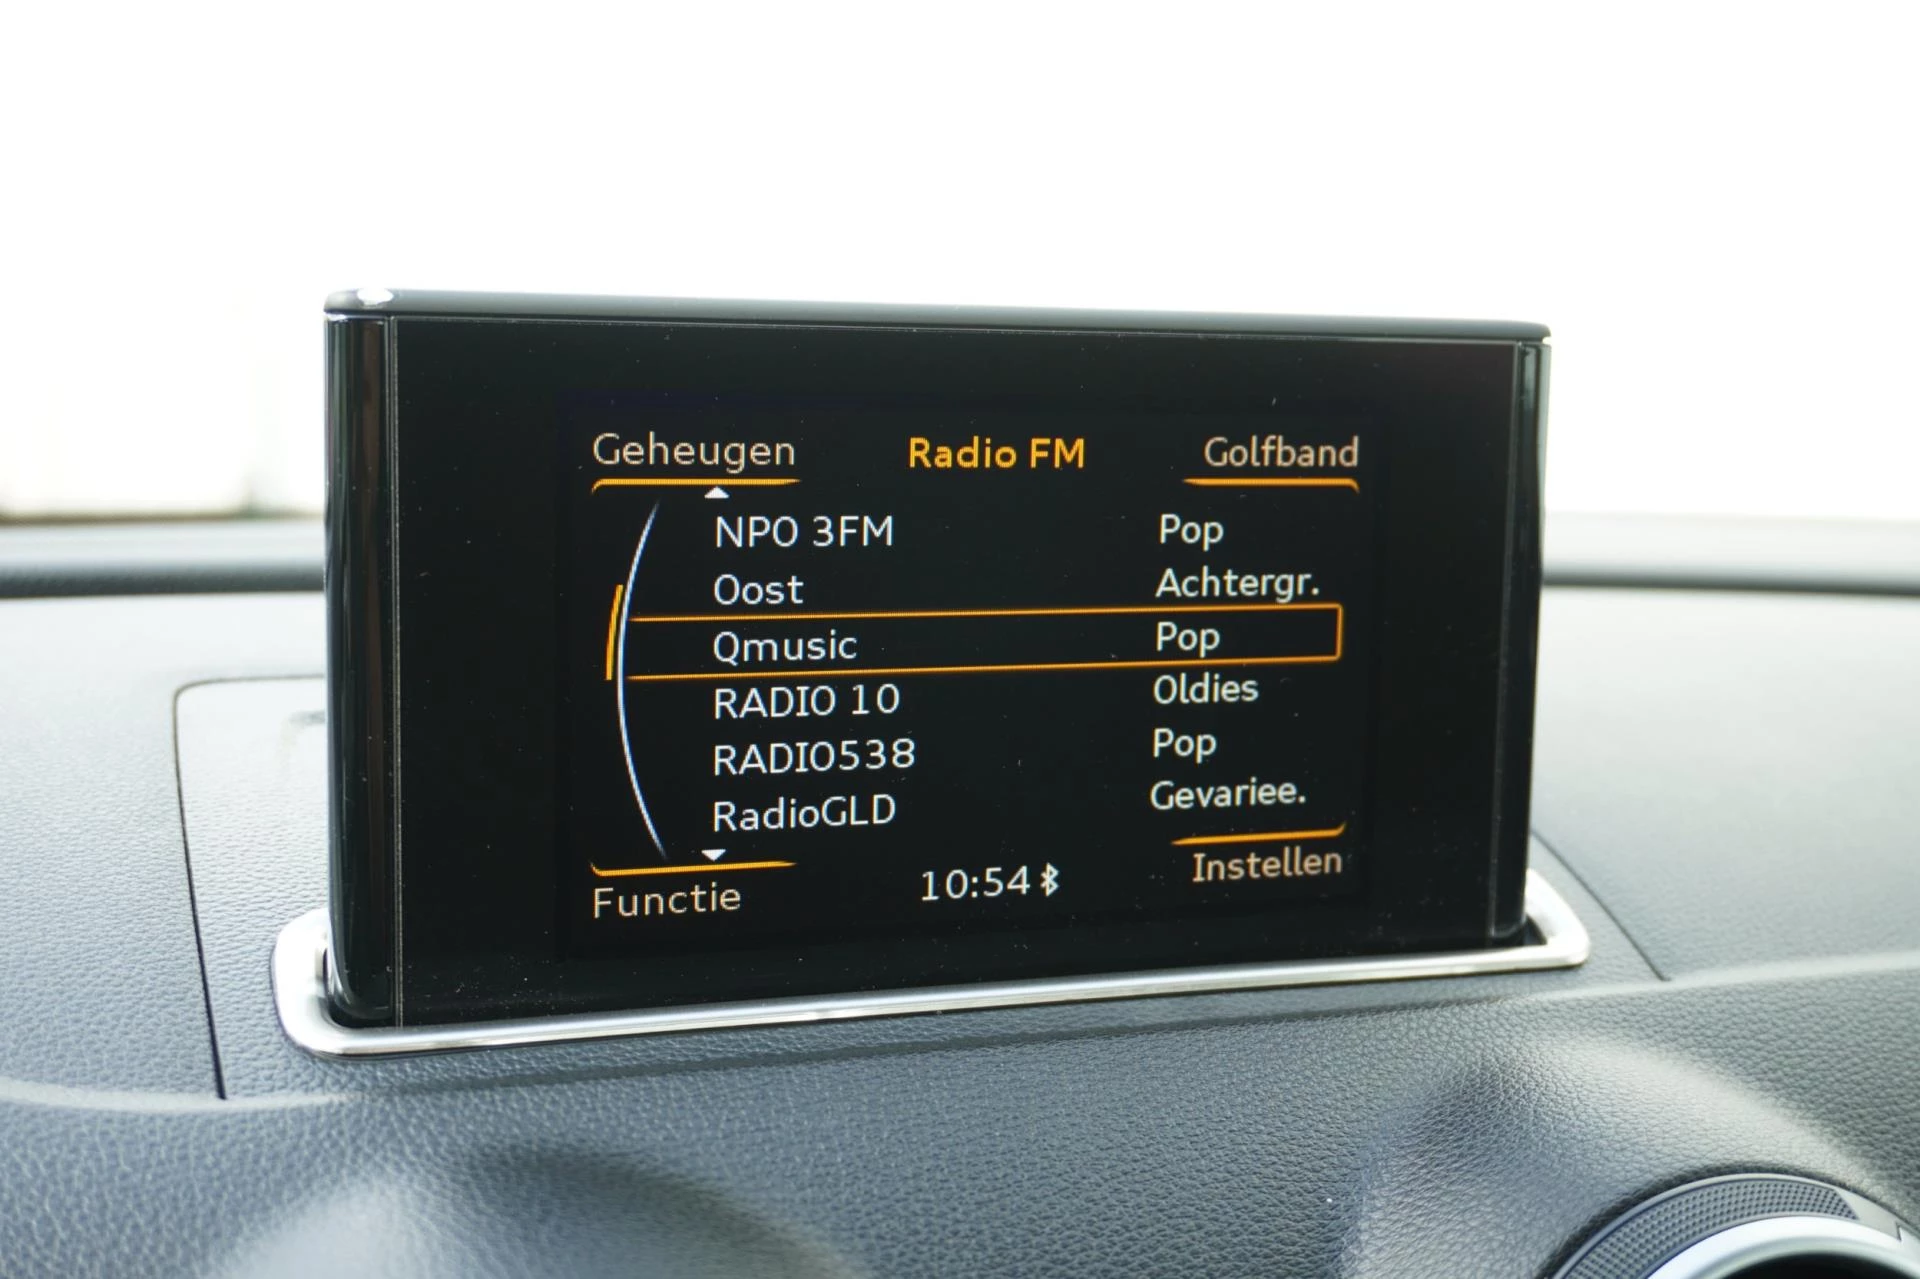 Geheugen Radio FM Golfband
NPO 3FM Pop
Oost Achtergr.
Qmusic Pop
RADIO 10 Oldies
RADIO538 Pop
RadioGLD Gevariee.
Functie 10:54 Instellen